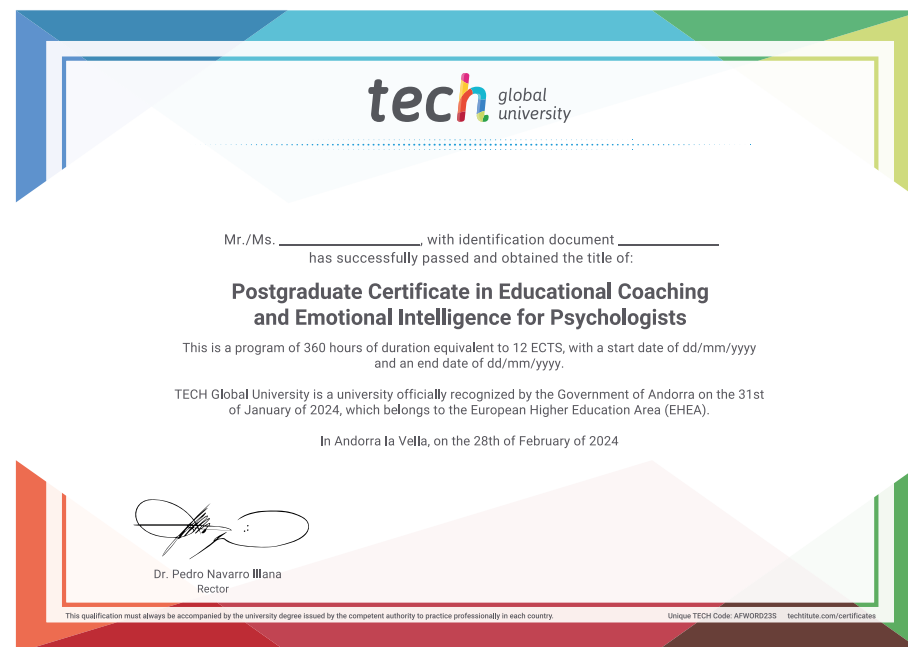 tech global university
Mr./Ms. ____________________, with identification document ______________
has successfully passed and obtained the title of:
Postgraduate Certificate in Educational Coaching
and Emotional Intelligence for Psychologists
This is a program of 360 hours of duration equivalent to 12 ECTS, with a start date of dd/mm/yyyy
and an end date of dd/mm/yyyy.
TECH Global University is a university officially recognized by the Government of Andorra on the 31st
of January of 2024, which belongs to the European Higher Education Area (EHEA).
In Andorra la Vella, on the 28th of February of 2024
Dr. Pedro Navarro Illana
Rector
This qualification must always be accompanied by the university degree issued by the competent authority to practice professionally in each country.
Unique TECH Code: AFWORD23S techtitute.com/certificates